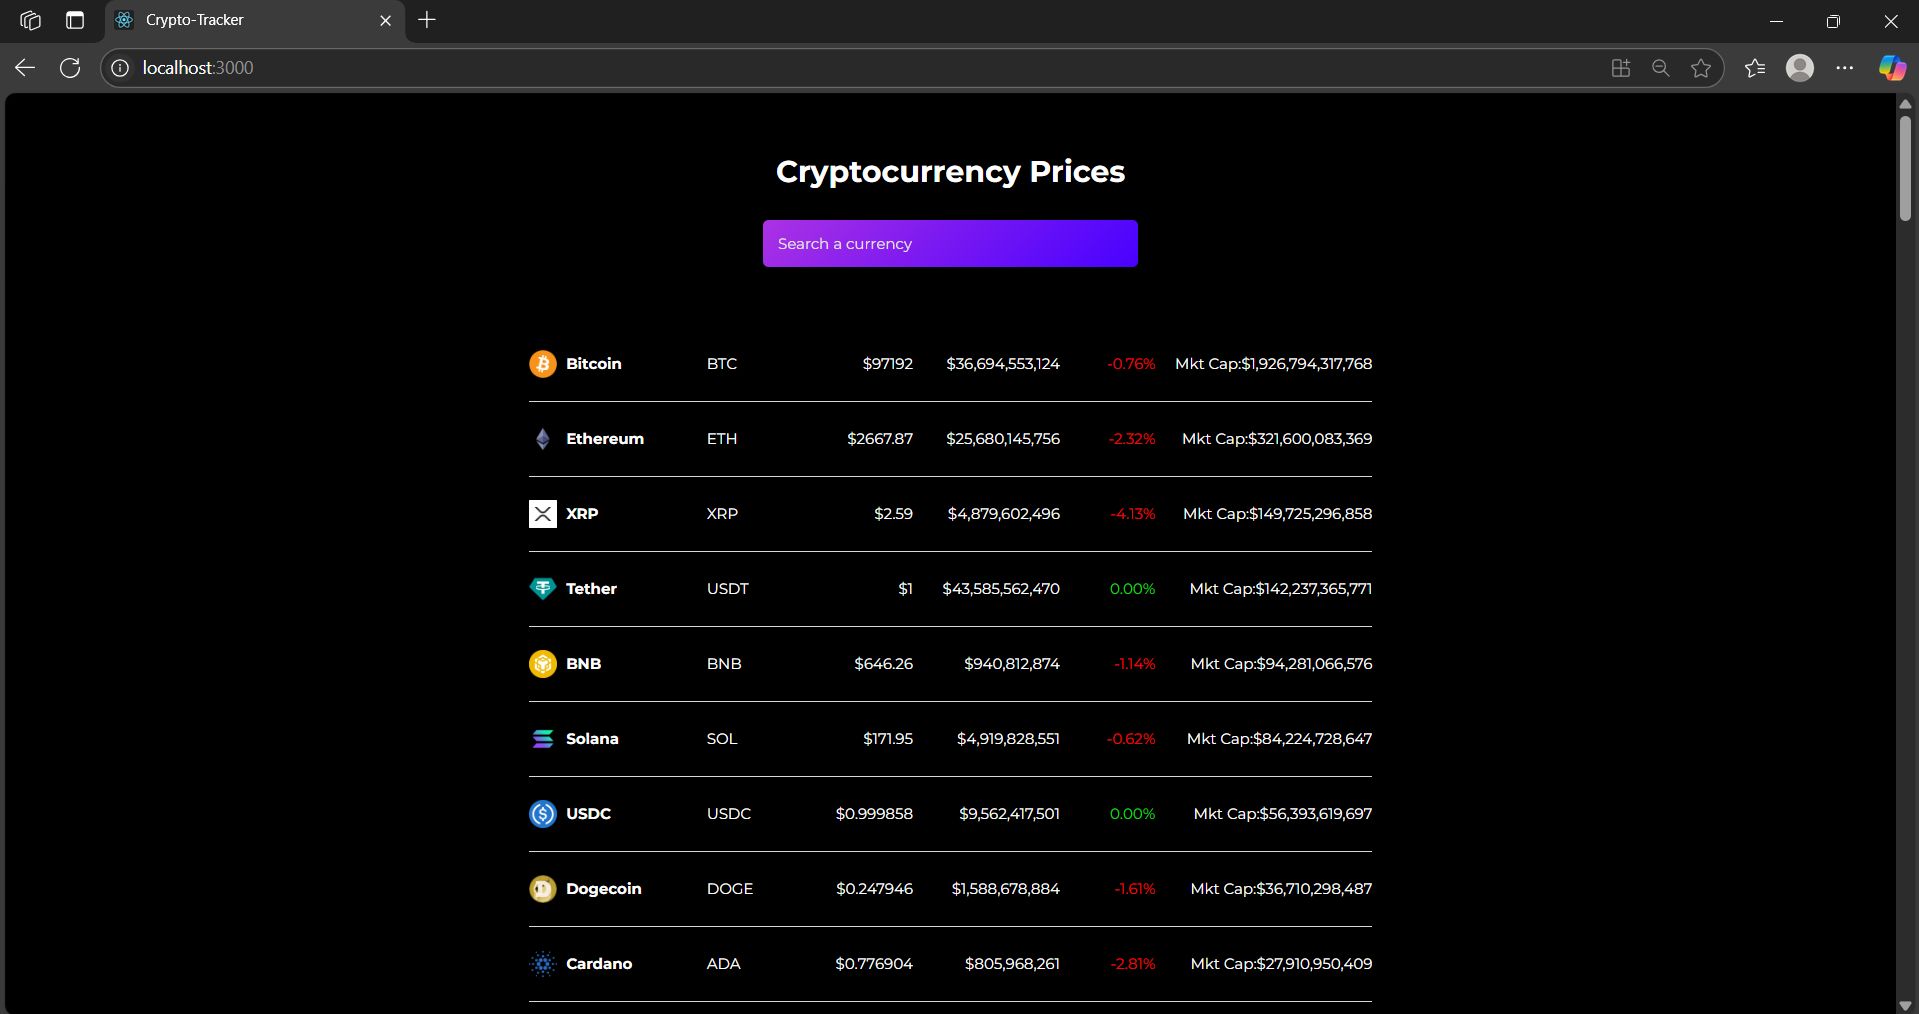 Crypto-Tracker
localhost:3000
Cryptocurrency Prices
Search a currency
Bitcoin BTC $97192 $36,694,553,124 -0.76% Mkt Cap:$1,926,794,317,768
Ethereum ETH $2667.87 $25,680,145,756 -2.32% Mkt Cap:$321,600,083,369
XRP XRP $2.59 $4,879,602,496 -4.13% Mkt Cap:$149,725,296,858
Tether USDT $1 $43,585,562,470 0.00% Mkt Cap:$142,237,365,771
BNB BNB $646.26 $940,812,874 -1.14% Mkt Cap:$94,281,066,576
Solana SOL $171.95 $4,919,828,551 -0.62% Mkt Cap:$84,224,728,647
USDC USDC $0.999858 $9,562,417,501 0.00% Mkt Cap:$56,393,619,697
Dogecoin DOGE $0.247946 $1,588,678,884 -1.61% Mkt Cap:$36,710,298,487
Cardano ADA $0.776904 $805,968,261 -2.81% Mkt Cap:$27,910,950,409